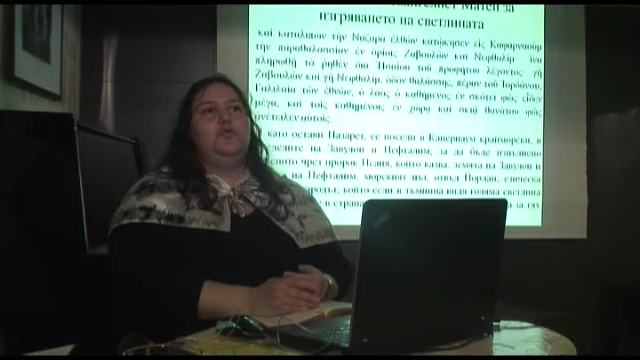 Матей за
изгряването на светлината
καὶ καταλιπὼν τὴν Ναζαρὰ ἐλθὼν κατῴκησεν εἰς Καφαρναοὺμ
τὴν παραθαλασσίαν ἐν ὁρίοις Ζαβουλὼν καὶ Νεφθαλίμ· ἵνα
πληρωθῇ τὸ ῥηθὲν διὰ Ἠσαΐου τοῦ προφήτου λέγοντος· γῆ
Ζαβουλὼν καὶ γῆ Νεφθαλίμ, ὁδὸν θαλάσσης, πέραν τοῦ Ἰορδάνου,
Γαλιλαία τῶν ἐθνῶν, ὁ λαὸς ὁ καθήμενος ἐν σκότει φῶς εἶδεν
μέγα, καὶ τοῖς καθημένοις ἐν χώρᾳ καὶ σκιᾷ θανάτου φῶς
ἀνέτειλεν αὐτοῖς.
като остави Назарет, се посели в Капернаум крайморски, в
пределите на Завулон и Нефталим, за да бъде изпълнено
чрез пророк Исаия, който казва: земята на Завулон и
на Нефталим, морският път, отвъд Йордан, езическа
който седи в тъмнина видя голяма светлина
в страна за тях